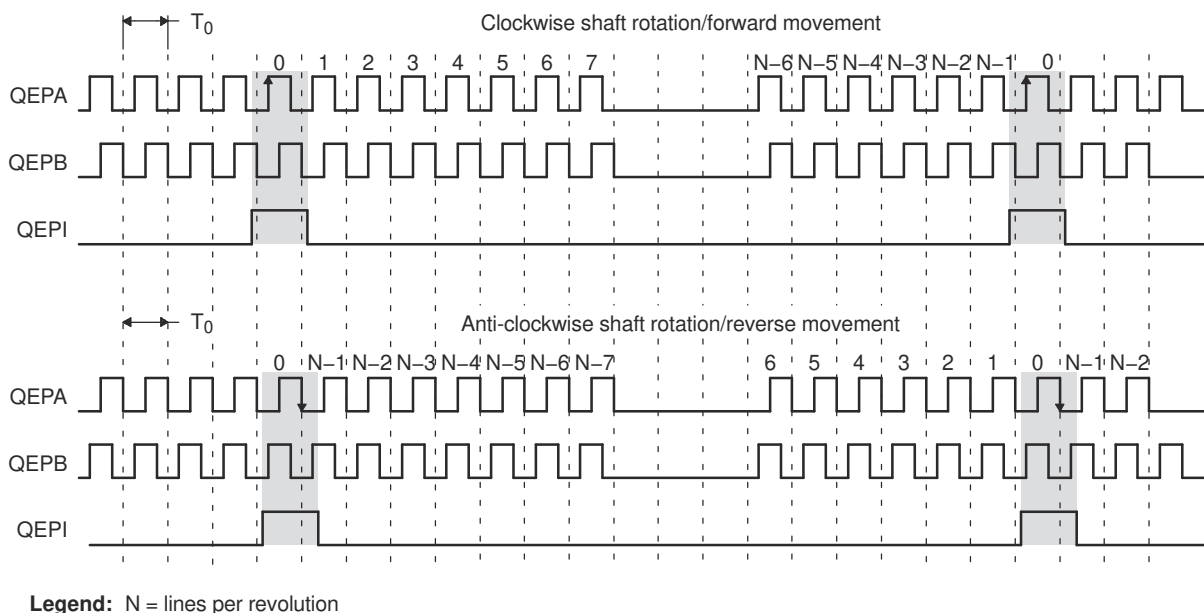 T0
Clockwise shaft rotation/forward movement
0 1 2 3 4 5 6 7 N–6 N–5 N–4 N–3 N–2 N–1 0
QEPA
QEPB
QEPI
T0
Anti-clockwise shaft rotation/reverse movement
0 N–1 N–2 N–3 N–4 N–5 N–6 N–7 6 5 4 3 2 1 0 N–1 N–2
QEPA
QEPB
QEPI
Legend: N = lines per revolution